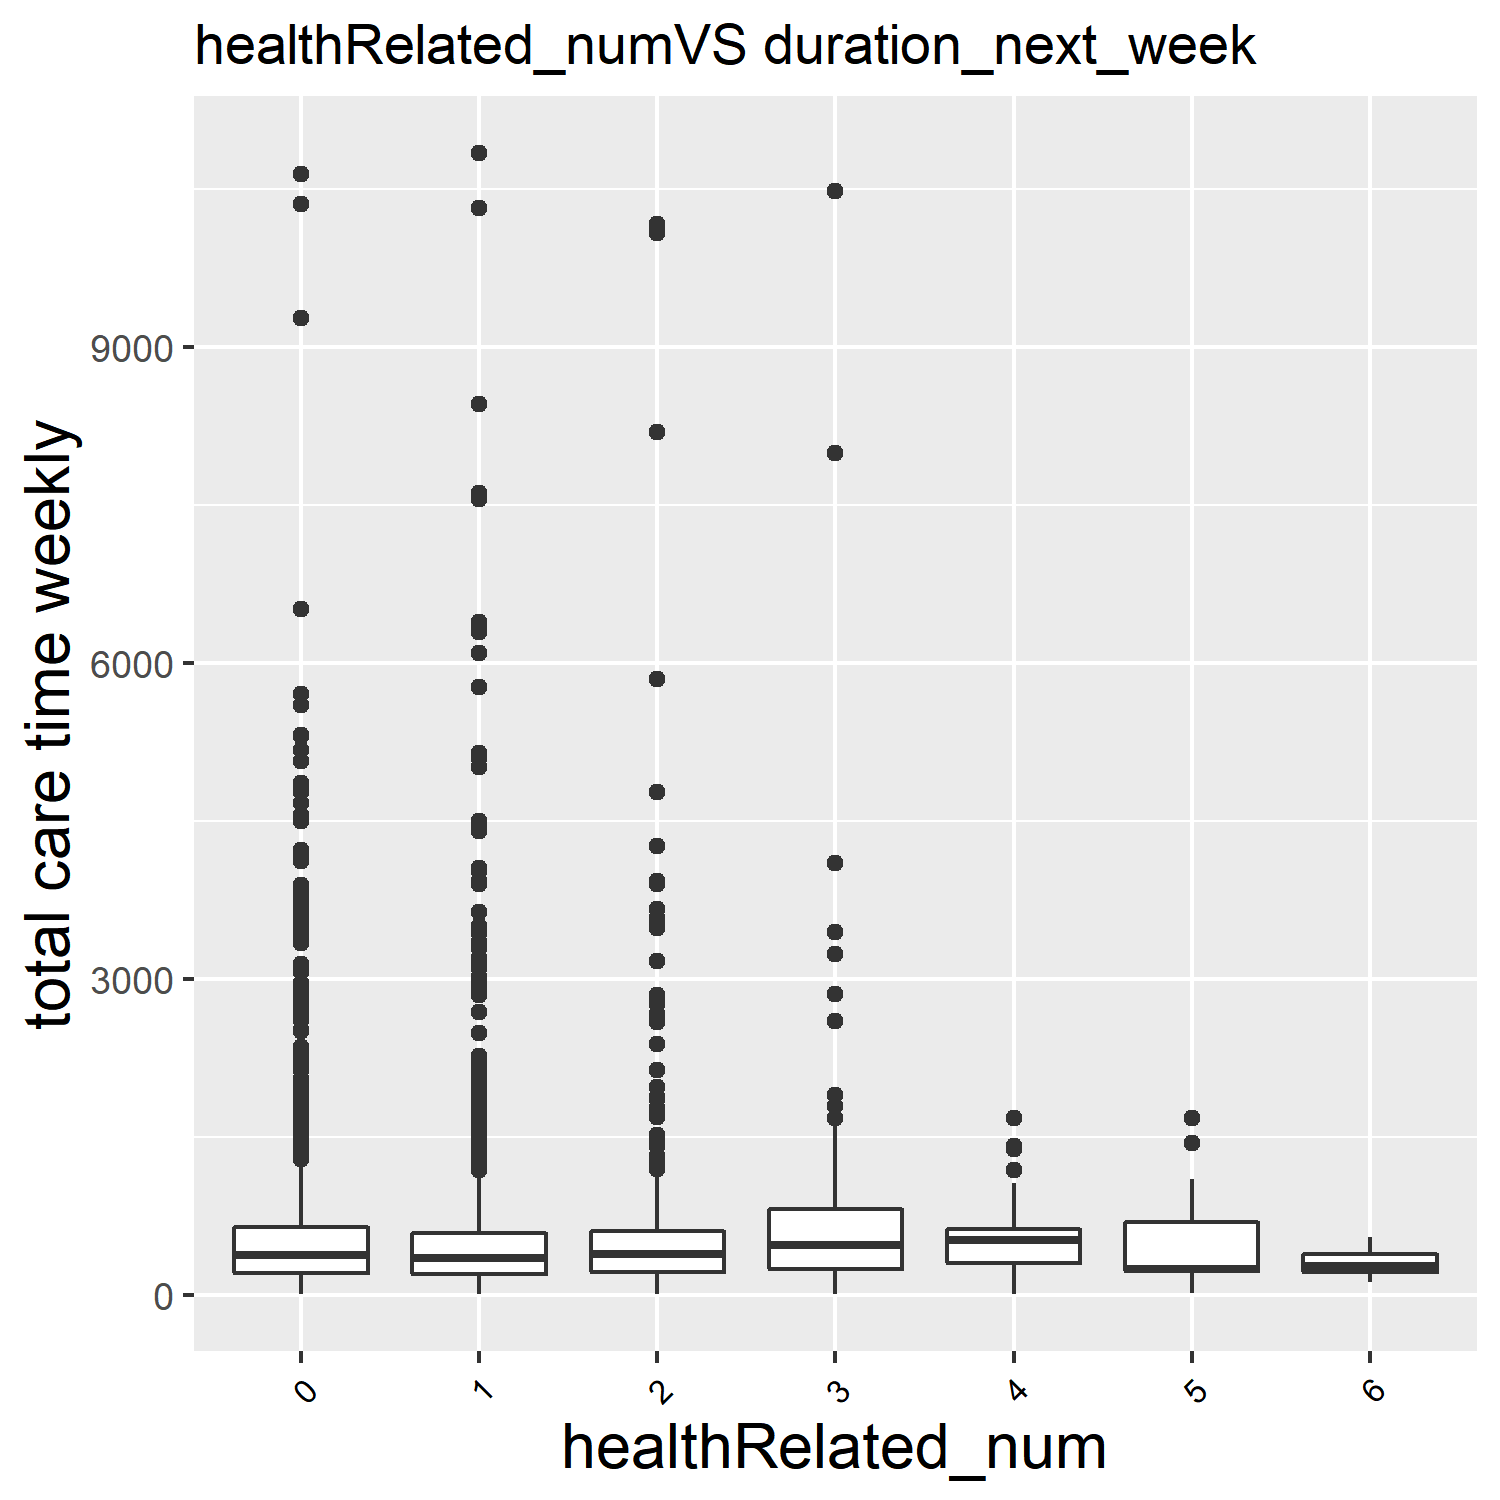 healthRelated_numVS duration_next_week
total care time weekly
9000
6000
3000
0
0 1 2 3 4 5 6
healthRelated_num